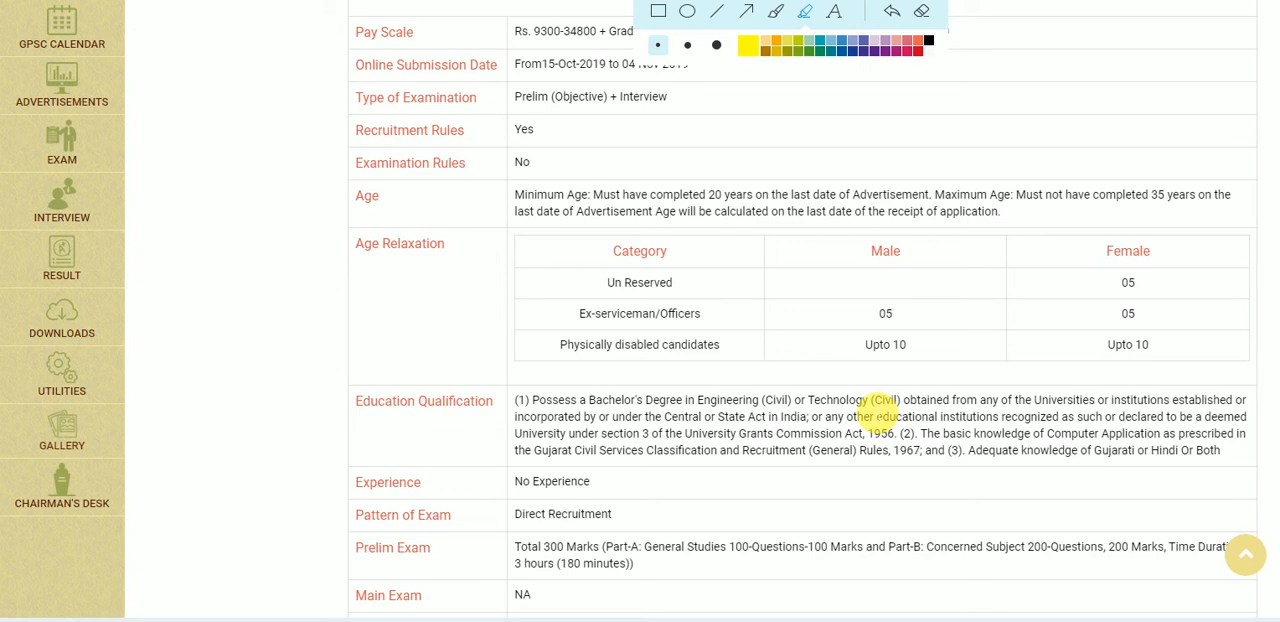 GPSC CALENDAR
ADVERTISEMENTS
EXAM
INTERVIEW
RESULT
DOWNLOADS
UTILITIES
GALLERY
CHAIRMAN'S DESK
A
Pay Scale
Rs. 9300-34800 + Grad
Online Submission Date
From15-Oct-2019 to 04 Nov 2019
Type of Examination
Prelim (Objective) + Interview
Recruitment Rules
Yes
Examination Rules
No
Age
Minimum Age: Must have completed 20 years on the last date of Advertisement. Maximum Age: Must not have completed 35 years on the
last date of Advertisement Age will be calculated on the last date of the receipt of application.
Age Relaxation
Category Male Female
Un Reserved 05
Ex-serviceman/Officers 05 05
Physically disabled candidates Upto 10 Upto 10
Education Qualification
(1) Possess a Bachelor's Degree in Engineering (Civil) or Technology (Civil) obtained from any of the Universities or institutions established or
incorporated by or under the Central or State Act in India; or any other educational institutions recognized as such or declared to be a deemed
University under section 3 of the University Grants Commission Act, 1956. (2). The basic knowledge of Computer Application as prescribed in
the Gujarat Civil Services Classification and Recruitment (General) Rules, 1967; and (3). Adequate knowledge of Gujarati or Hindi Or Both
Experience
No Experience
Pattern of Exam
Direct Recruitment
Prelim Exam
Total 300 Marks (Part-A: General Studies 100-Questions-100 Marks and Part-B: Concerned Subject 200-Questions, 200 Marks, Time Durati
3 hours (180 minutes))
Main Exam
NA